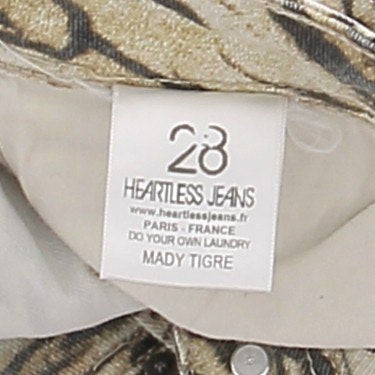 28
HEARTLESS JEANS
www.heartlessjeans.fr
PARIS - FRANCE
DO YOUR OWN LAUNDRY
MADY TIGRE